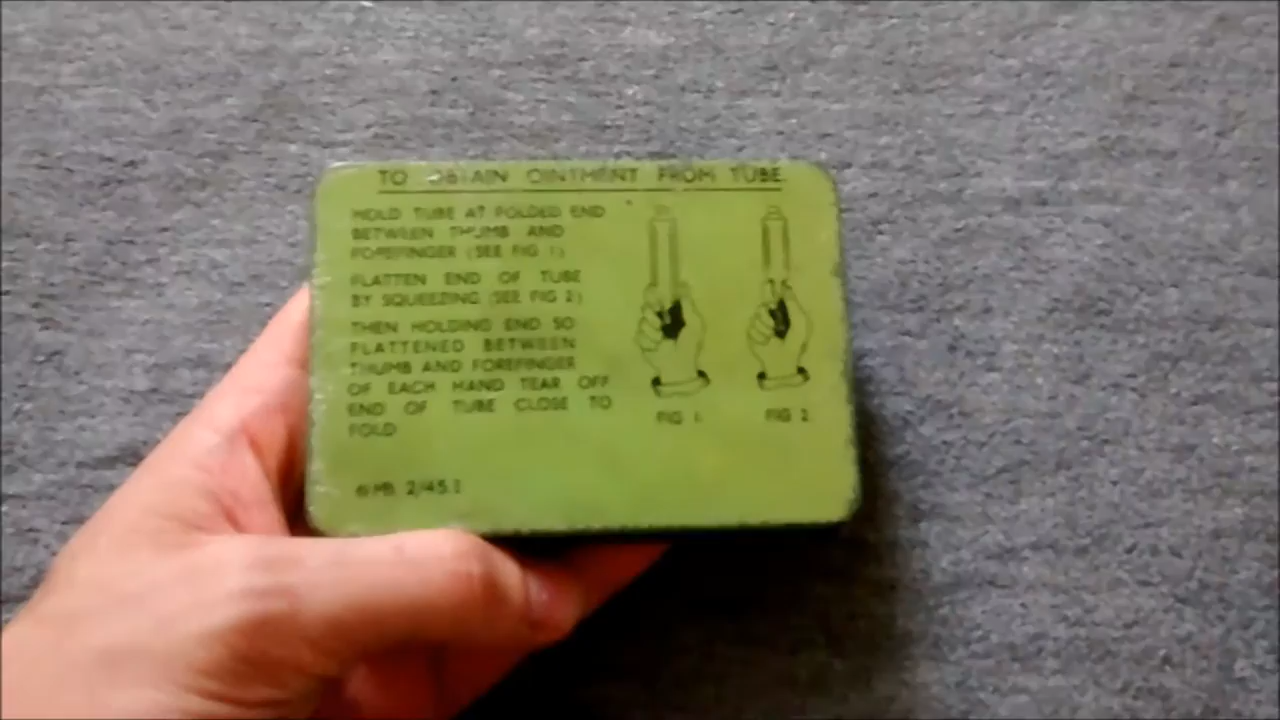 TO OBTAIN OINTMENT FROM TUBE.
HOLD TUBE AT FOLDED END
BETWEEN THUMB AND
FOREFINGER (SEE FIG 1)
FLATTEN END OF TUBE
BY SQUEEZING (SEE FIG 2)
THEN HOLDING END SO
FLATTENED BETWEEN
THUMB AND FOREFINGER
OF EACH HAND TEAR OFF
END OF TUBE CLOSE TO
FOLD
FIG 1.
FIG 2
2/45.